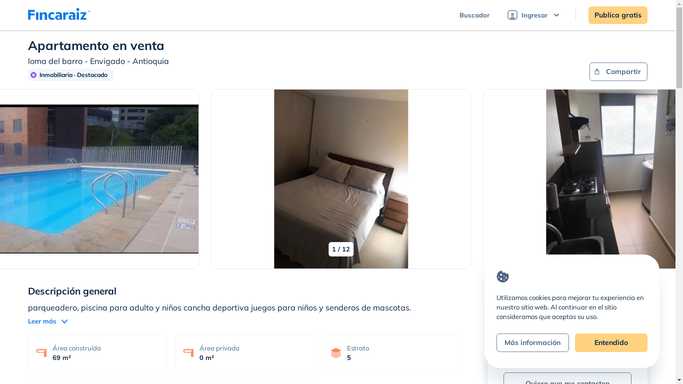 Fincaraíz
Buscador
Ingresar
Publica gratis
Apartamento en venta
loma del barro - Envigado - Antioquia
Inmobiliaria - Destacado
Compartir
1 / 12
Descripción general
parqueadero, piscina para adulto y niños cancha deportiva juegos para niños y senderos de mascotas.
Leer más
Área construida
69 m²
Área privada
0 m²
Estrato
5
Utilizamos cookies para mejorar tu experiencia en
nuestro sitio web. Al continuar en el sitio
consideramos que aceptas su uso.
Más información
Entendido
Quiero que me contacten